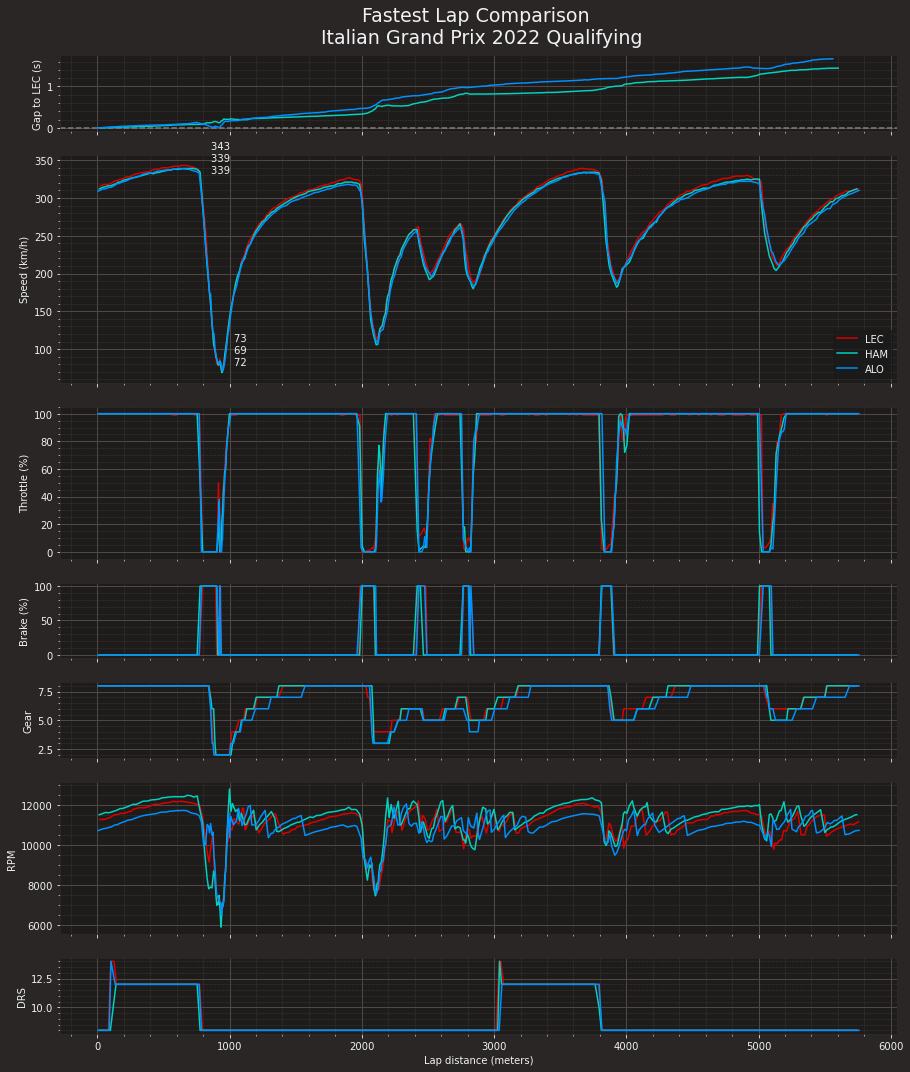 Fastest Lap Comparison
Italian Grand Prix 2022 Qualifying
Gap to LEC (s)
1
0
343
339
339
Speed (km/h)
350
300
250
200
150
100
73
69
72
LEC
HAM
ALO
Throttle (%)
100
80
60
40
20
0
Brake (%)
100
50
0
Gear
7.5
5.0
2.5
RPM
12000
10000
8000
6000
DRS
12.5
10.0
0 1000 2000 3000 4000 5000 6000
Lap distance (meters)